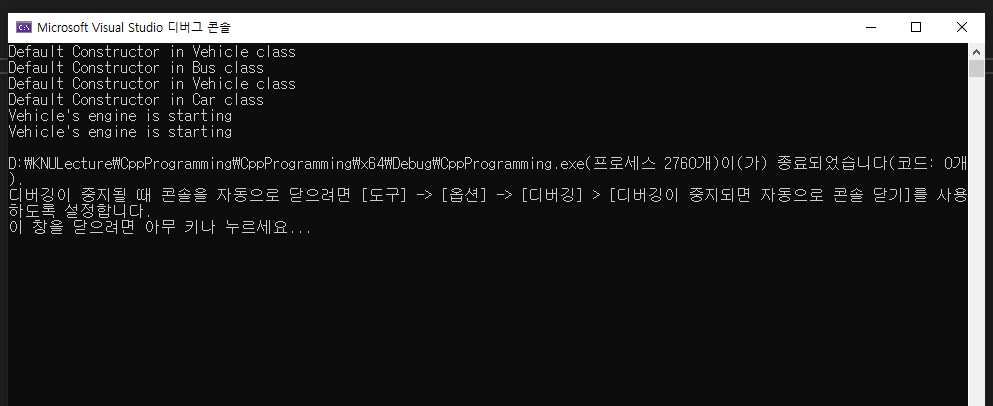 Microsoft Visual Studio 디버그 콘솔
Default Constructor in Vehicle class
Default Constructor in Bus class
Default Constructor in Vehicle class
Default Constructor in Car class
Vehicle's engine is starting
Vehicle's engine is starting
D:₩KNULecture₩CppProgramming₩CppProgramming₩x64₩Debug₩CppProgramming.exe(프로세스 2760개)이(가) 종료되었습니다(코드: 0개
).
디버깅이 중지될 때 콘솔을 자동으로 닫으려면 [도구] -> [옵션] -> [디버깅] > [디버깅이 중지되면 자동으로 콘솔 닫기]를 사용
하도록 설정합니다.
이 창을 닫으려면 아무 키나 누르세요...